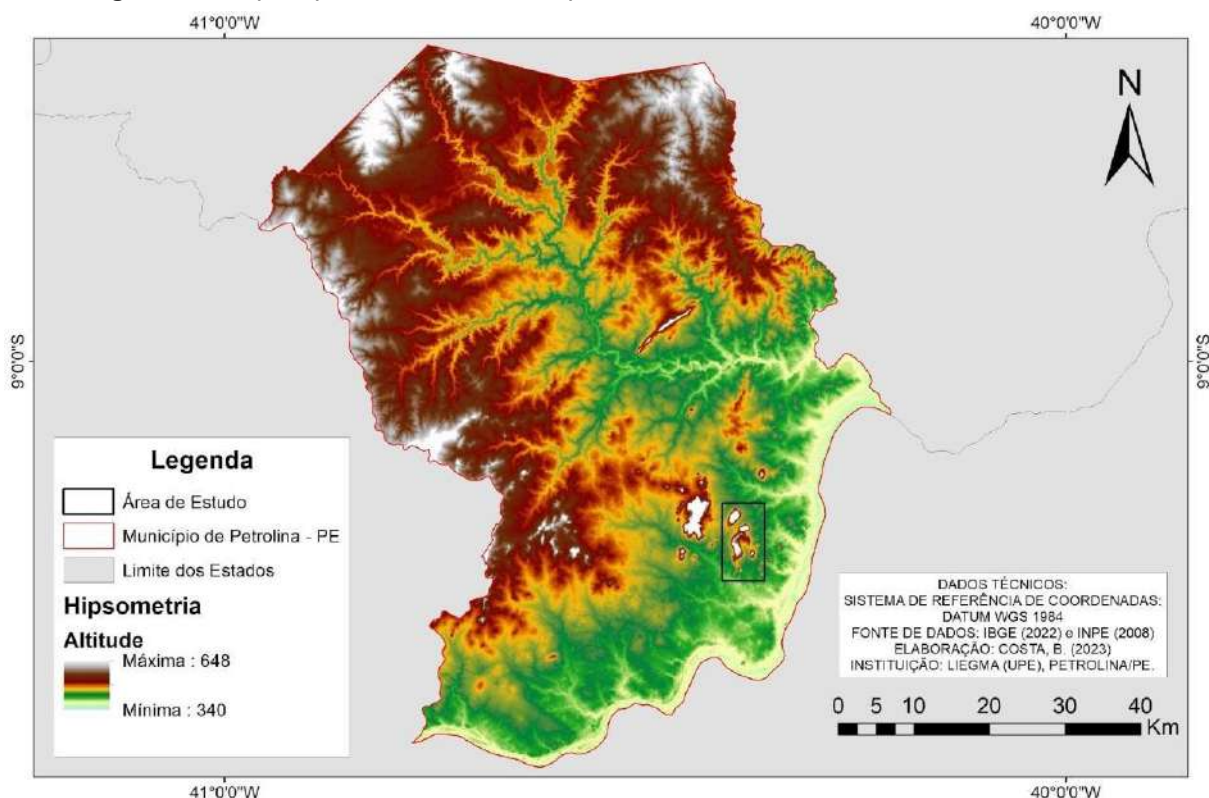 41°0'0"W
40°0'0"W
N
9°0'0"S
9°0'0"S
Legenda
Área de Estudo
Município de Petrolina - PE
Limite dos Estados
Hipsometria
Altitude
Máxima : 648
Mínima : 340
DADOS TÉCNICOS:
SISTEMA DE REFERÊNCIA DE COORDENADAS:
DATUM WGS 1984
FONTE DE DADOS: IBGE (2022) e INPE (2008)
ELABORAÇÃO: COSTA, B. (2023)
INSTITUIÇÃO: LIEGMA (UPE), PETROLINA/PE.
0 5 10 20 30 40
Km
41°0'0"W
40°0'0"W